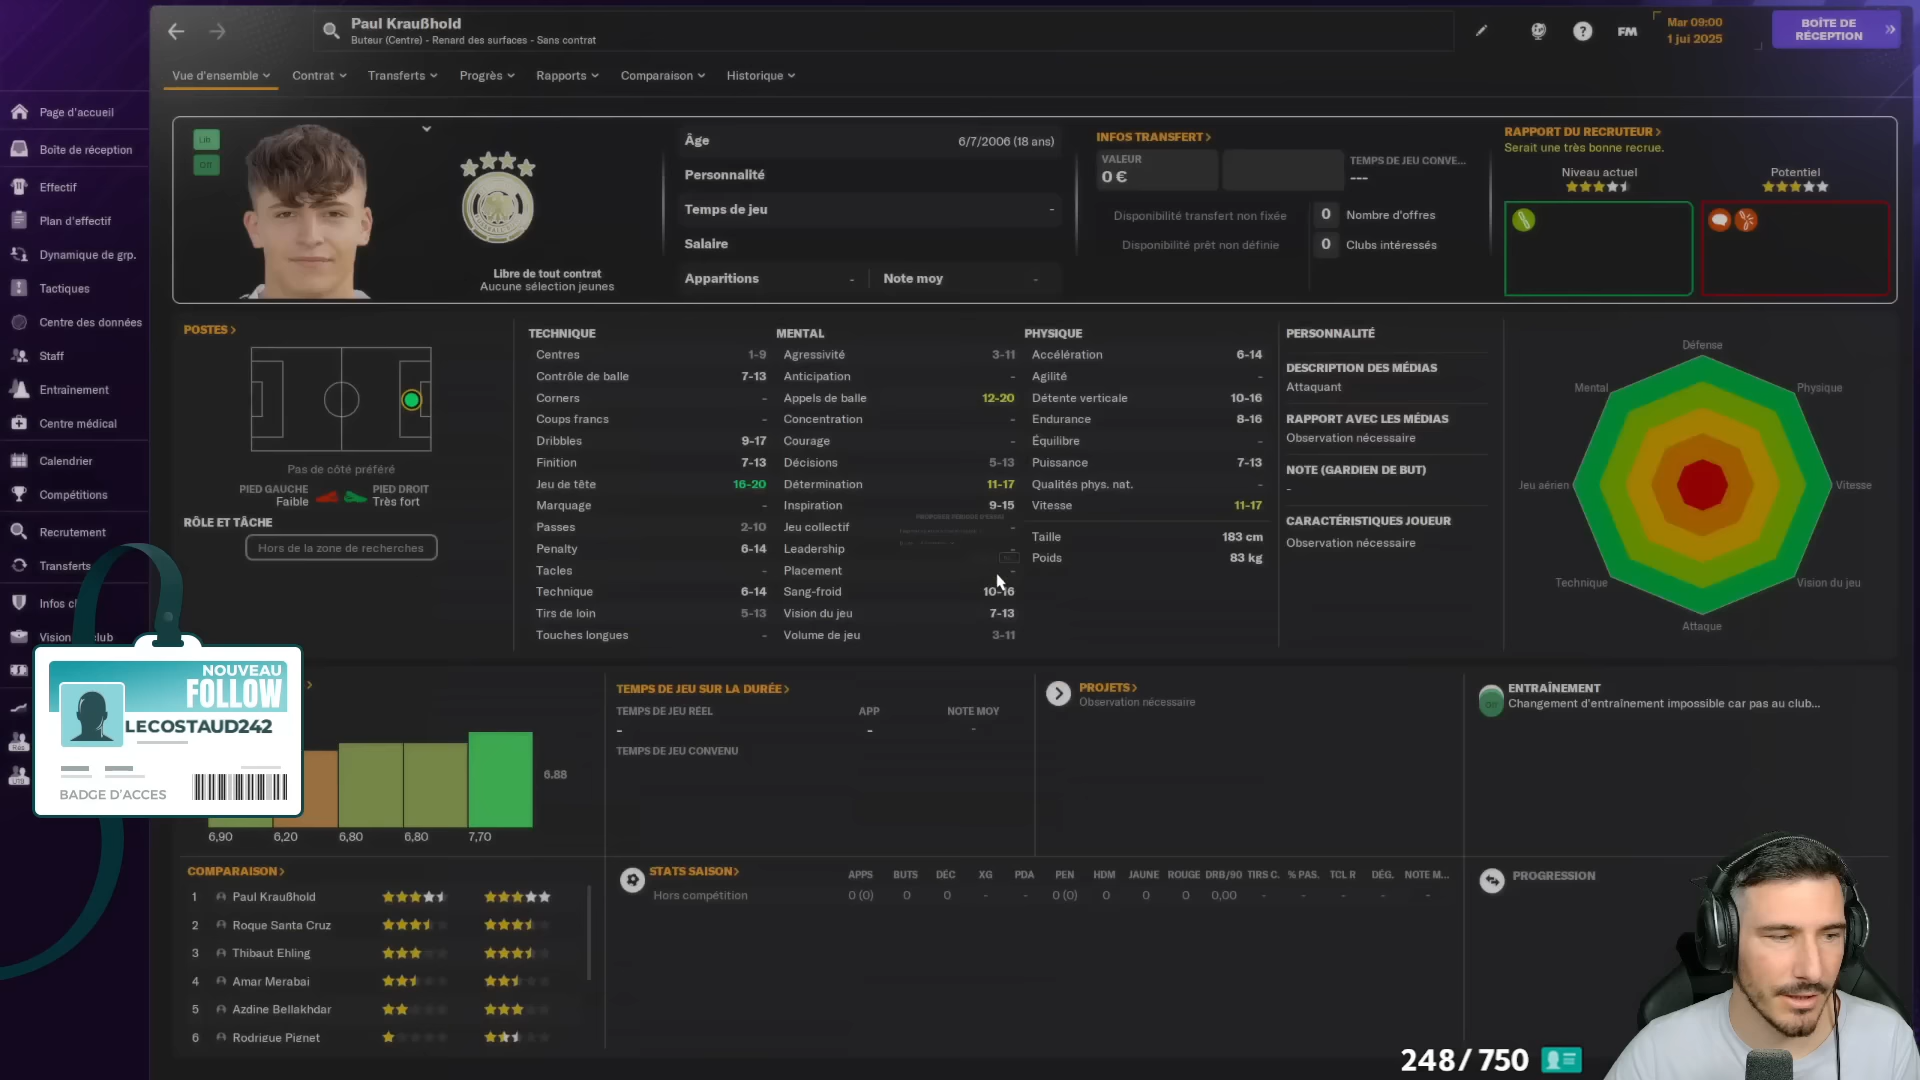 Paul Kraußhold
Buteur (Centre) - Renard des surfaces - Sans contrat
FM
Mar 09:00
1 jui 2025
BOÎTE DE
RÉCEPTION
Vue d'ensemble
Contrat
Transferts
Progrès
Rapports
Comparaison
Historique
Page d'accueil
Boîte de réception
Effectif
Plan d'effectif
Dynamique de grp.
Tactiques
Centre des données
Staff
Entraînement
Centre médical
Calendrier
Compétitions
Recrutement
Transferts
Infos cl
Vision club
Libre de tout contrat
Aucune sélection jeunes
Âge 6/7/2006 (18 ans)
Personnalité
Temps de jeu -
Salaire
Apparitions - Note moy -
INFOS TRANSFERT
VALEUR
0 €
TEMPS DE JEU CONVE...
---
Disponibilité transfert non fixée
0 Nombre d'offres
Disponibilité prêt non définie
0 Clubs intéressés
RAPPORT DU RECRUTEUR
Serait une très bonne recrue.
Niveau actuel
Potentiel
POSTES
Pas de côté préféré
PIED GAUCHE
Faible
PIED DROIT
Très fort
RÔLE ET TÂCHE
Hors de la zone de recherches
TECHNIQUE
Centres 1-9
Contrôle de balle 7-13
Corners -
Coups francs -
Dribbles 9-17
Finition 7-13
Jeu de tête 16-20
Marquage -
Passes 2-10
Penalty 6-14
Tacles -
Technique 6-14
Tirs de loin 5-13
Touches longues -
MENTAL
Agressivité 3-11
Anticipation -
Appels de balle 12-20
Concentration -
Courage -
Décisions 5-13
Détermination 11-17
Inspiration 9-15
Jeu collectif -
Leadership -
Placement -
Sang-froid 10-16
Vision du jeu 7-13
Volume de jeu 3-11
PHYSIQUE
Accélération 6-14
Agilité -
Détente verticale 10-16
Endurance 8-16
Équilibre -
Puissance 7-13
Qualités phys. nat. -
Vitesse 11-17
Taille 183 cm
Poids 83 kg
PERSONNALITÉ
DESCRIPTION DES MÉDIAS
Attaquant
RAPPORT AVEC LES MÉDIAS
Observation nécessaire
NOTE (GARDIEN DE BUT)
-
CARACTÉRISTIQUES JOUEUR
Observation nécessaire
Défense
Mental
Physique
Jeu aérien
Vitesse
Technique
Vision du jeu
Attaque
NOUVEAU
FOLLOW
LECOSTAUD242
BADGE D'ACCES
6.88
6,90 6,20 6,80 6,80 7,70
TEMPS DE JEU SUR LA DURÉE
TEMPS DE JEU RÉEL APP NOTE MOY
- - -
TEMPS DE JEU CONVENU
PROJETS
Observation nécessaire
ENTRAÎNEMENT
Changement d'entraînement impossible car pas au club...
COMPARAISON
1 Paul Kraußhold
2 Roque Santa Cruz
3 Thibaut Ehling
4 Amar Merabai
5 Azdine Bellakhdar
6 Rodrigue Pignet
STATS SAISON
APPS BUTS DÉC XG PDA PEN HDM JAUNE ROUGE DRB/90 TIRS C. % PAS. TCL R DÉG. NOTE M...
Hors compétition 0 (0) 0 0 - - 0 (0) 0 0 0 0,00 - - - - -
PROGRESSION
248/750